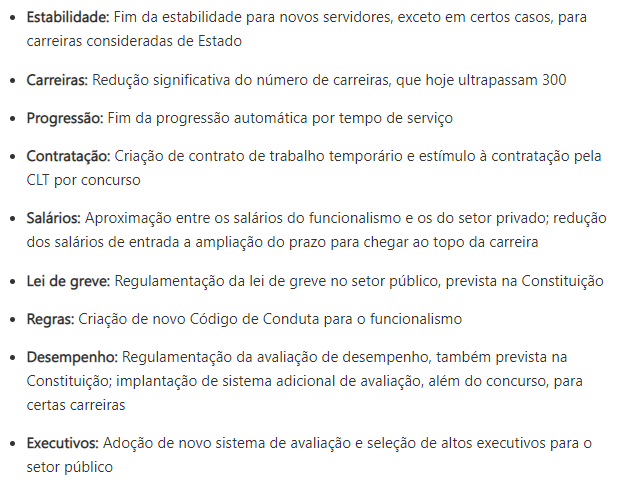 • Estabilidade: Fim da estabilidade para novos servidores, exceto em certos casos, para
carreiras consideradas de Estado
• Carreiras: Redução significativa do número de carreiras, que hoje ultrapassam 300
• Progressão: Fim da progressão automática por tempo de serviço
• Contratação: Criação de contrato de trabalho temporário e estímulo à contratação pela
CLT por concurso
• Salários: Aproximação entre os salários do funcionalismo e os do setor privado; redução
dos salários de entrada a ampliação do prazo para chegar ao topo da carreira
• Lei de greve: Regulamentação da lei de greve no setor público, prevista na Constituição
• Regras: Criação de novo Código de Conduta para o funcionalismo
• Desempenho: Regulamentação da avaliação de desempenho, também prevista na
Constituição; implantação de sistema adicional de avaliação, além do concurso, para
certas carreiras
• Executivos: Adoção de novo sistema de avaliação e seleção de altos executivos para o
setor público